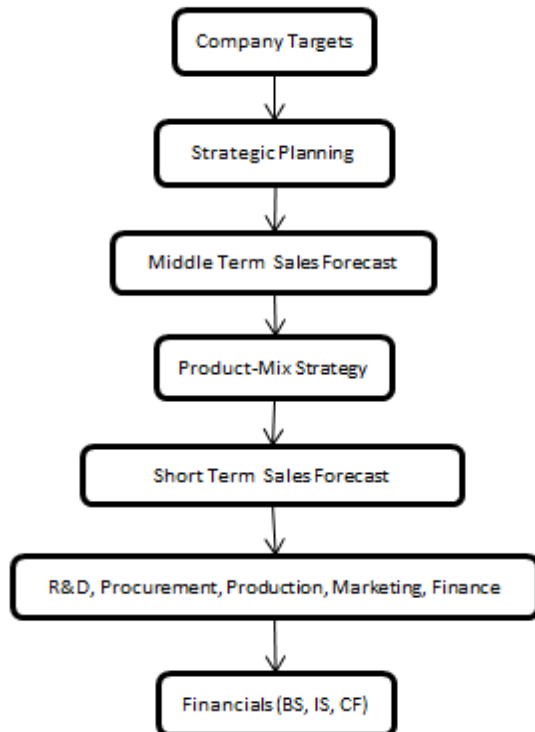 Company Targets
Strategic Planning
Middle Term Sales Forecast
Product-Mix Strategy
Short Term Sales Forecast
R&D, Procurement, Production, Marketing, Finance
Financials (BS, IS, CF)